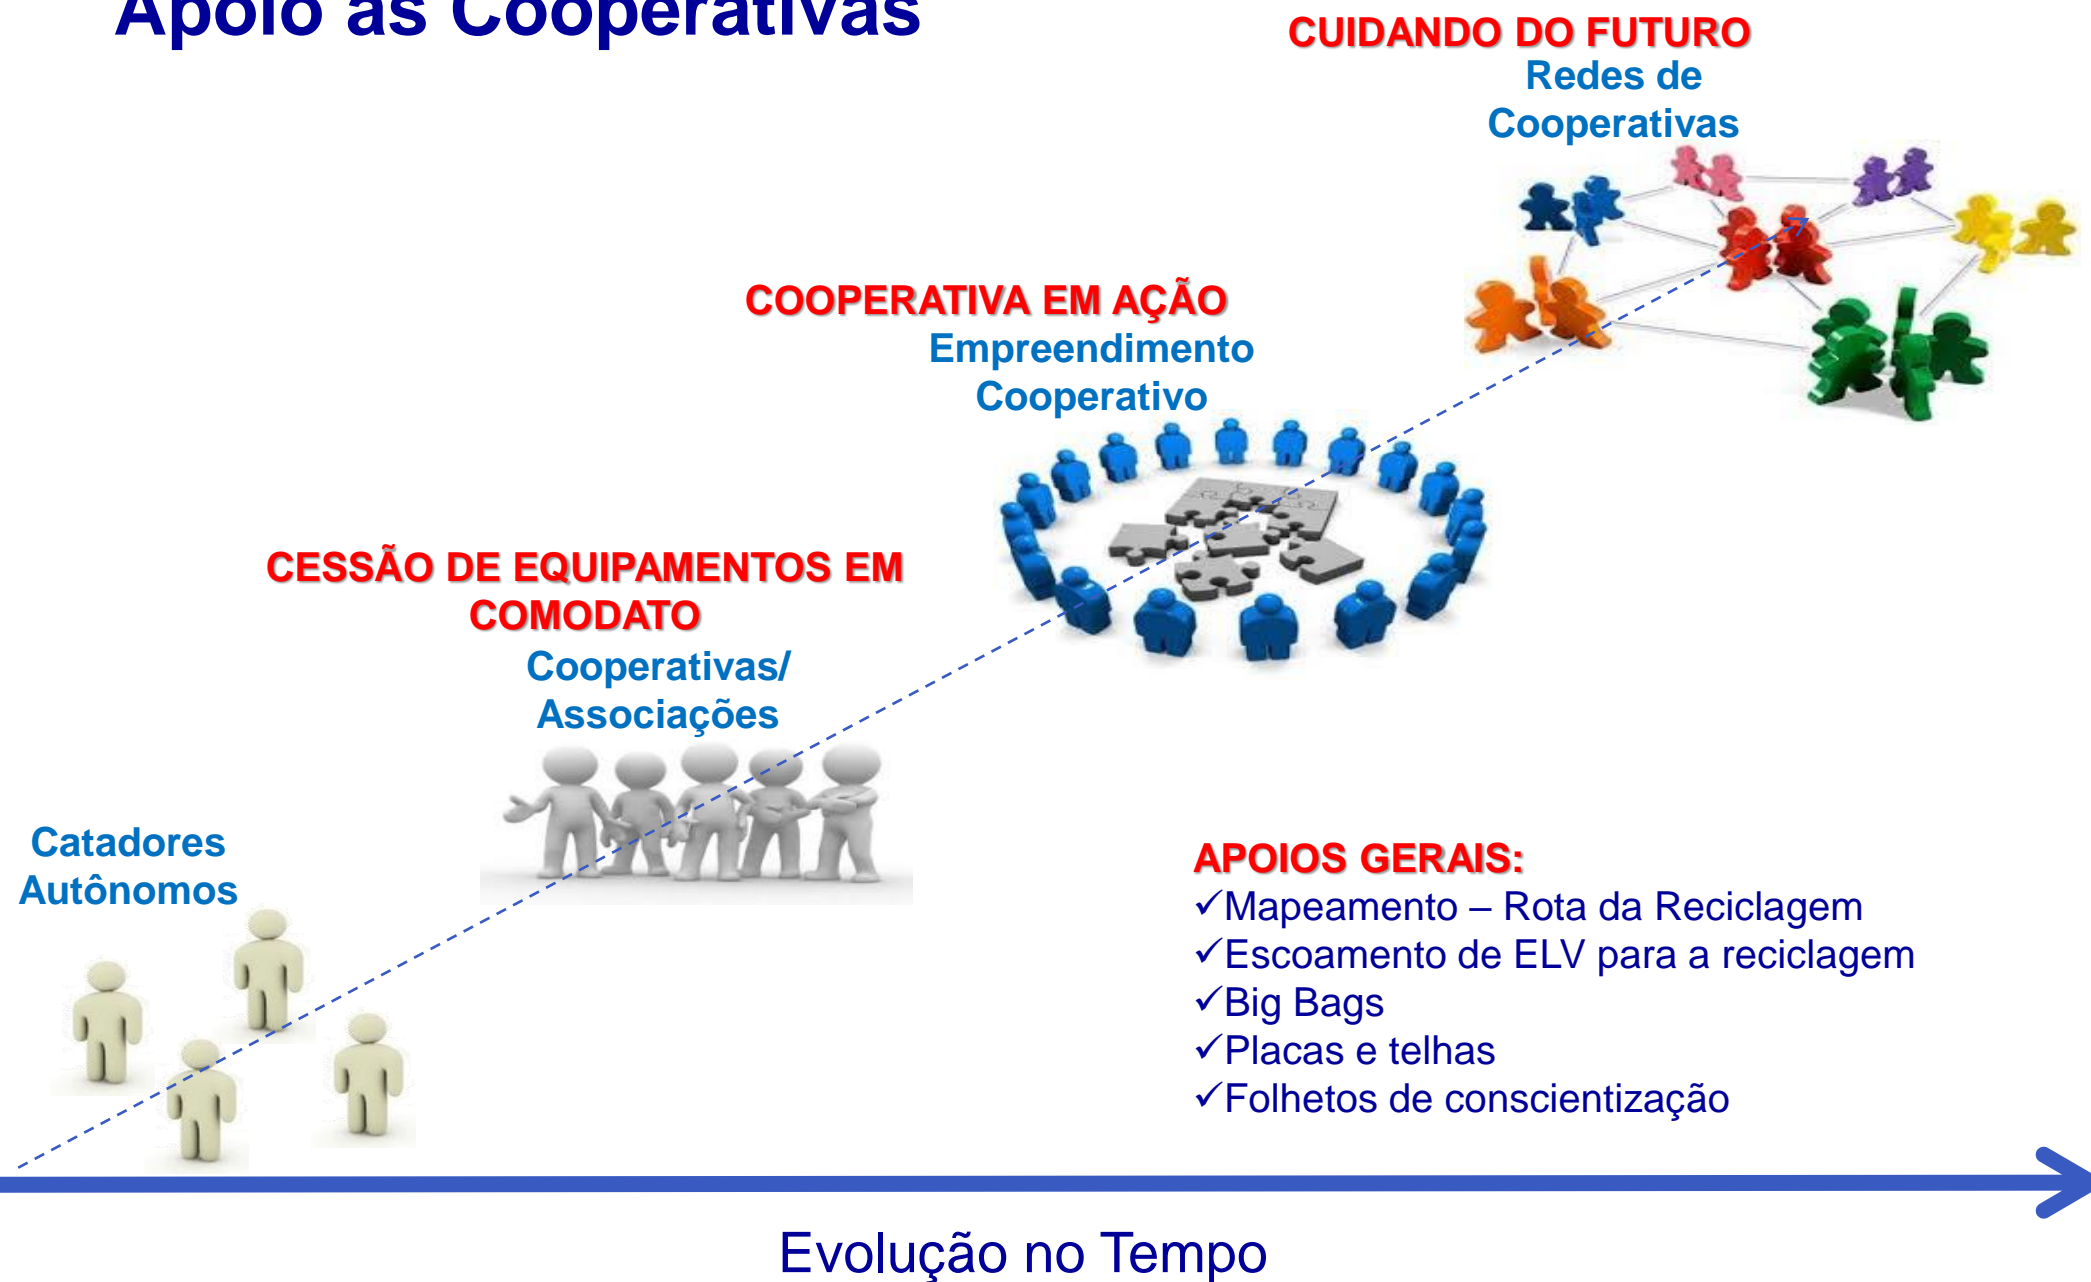 Apoio às Cooperativas
CUIDANDO DO FUTURO
Redes de
Cooperativas
COOPERATIVA EM AÇÃO
Empreendimento
Cooperativo
CESSÃO DE EQUIPAMENTOS EM
COMODATO
Cooperativas/
Associações
Catadores
Autônomos
APOIOS GERAIS:
✓Mapeamento – Rota da Reciclagem
✓Escoamento de ELV para a reciclagem
✓Big Bags
✓Placas e telhas
✓Folhetos de conscientização
Evolução no Tempo